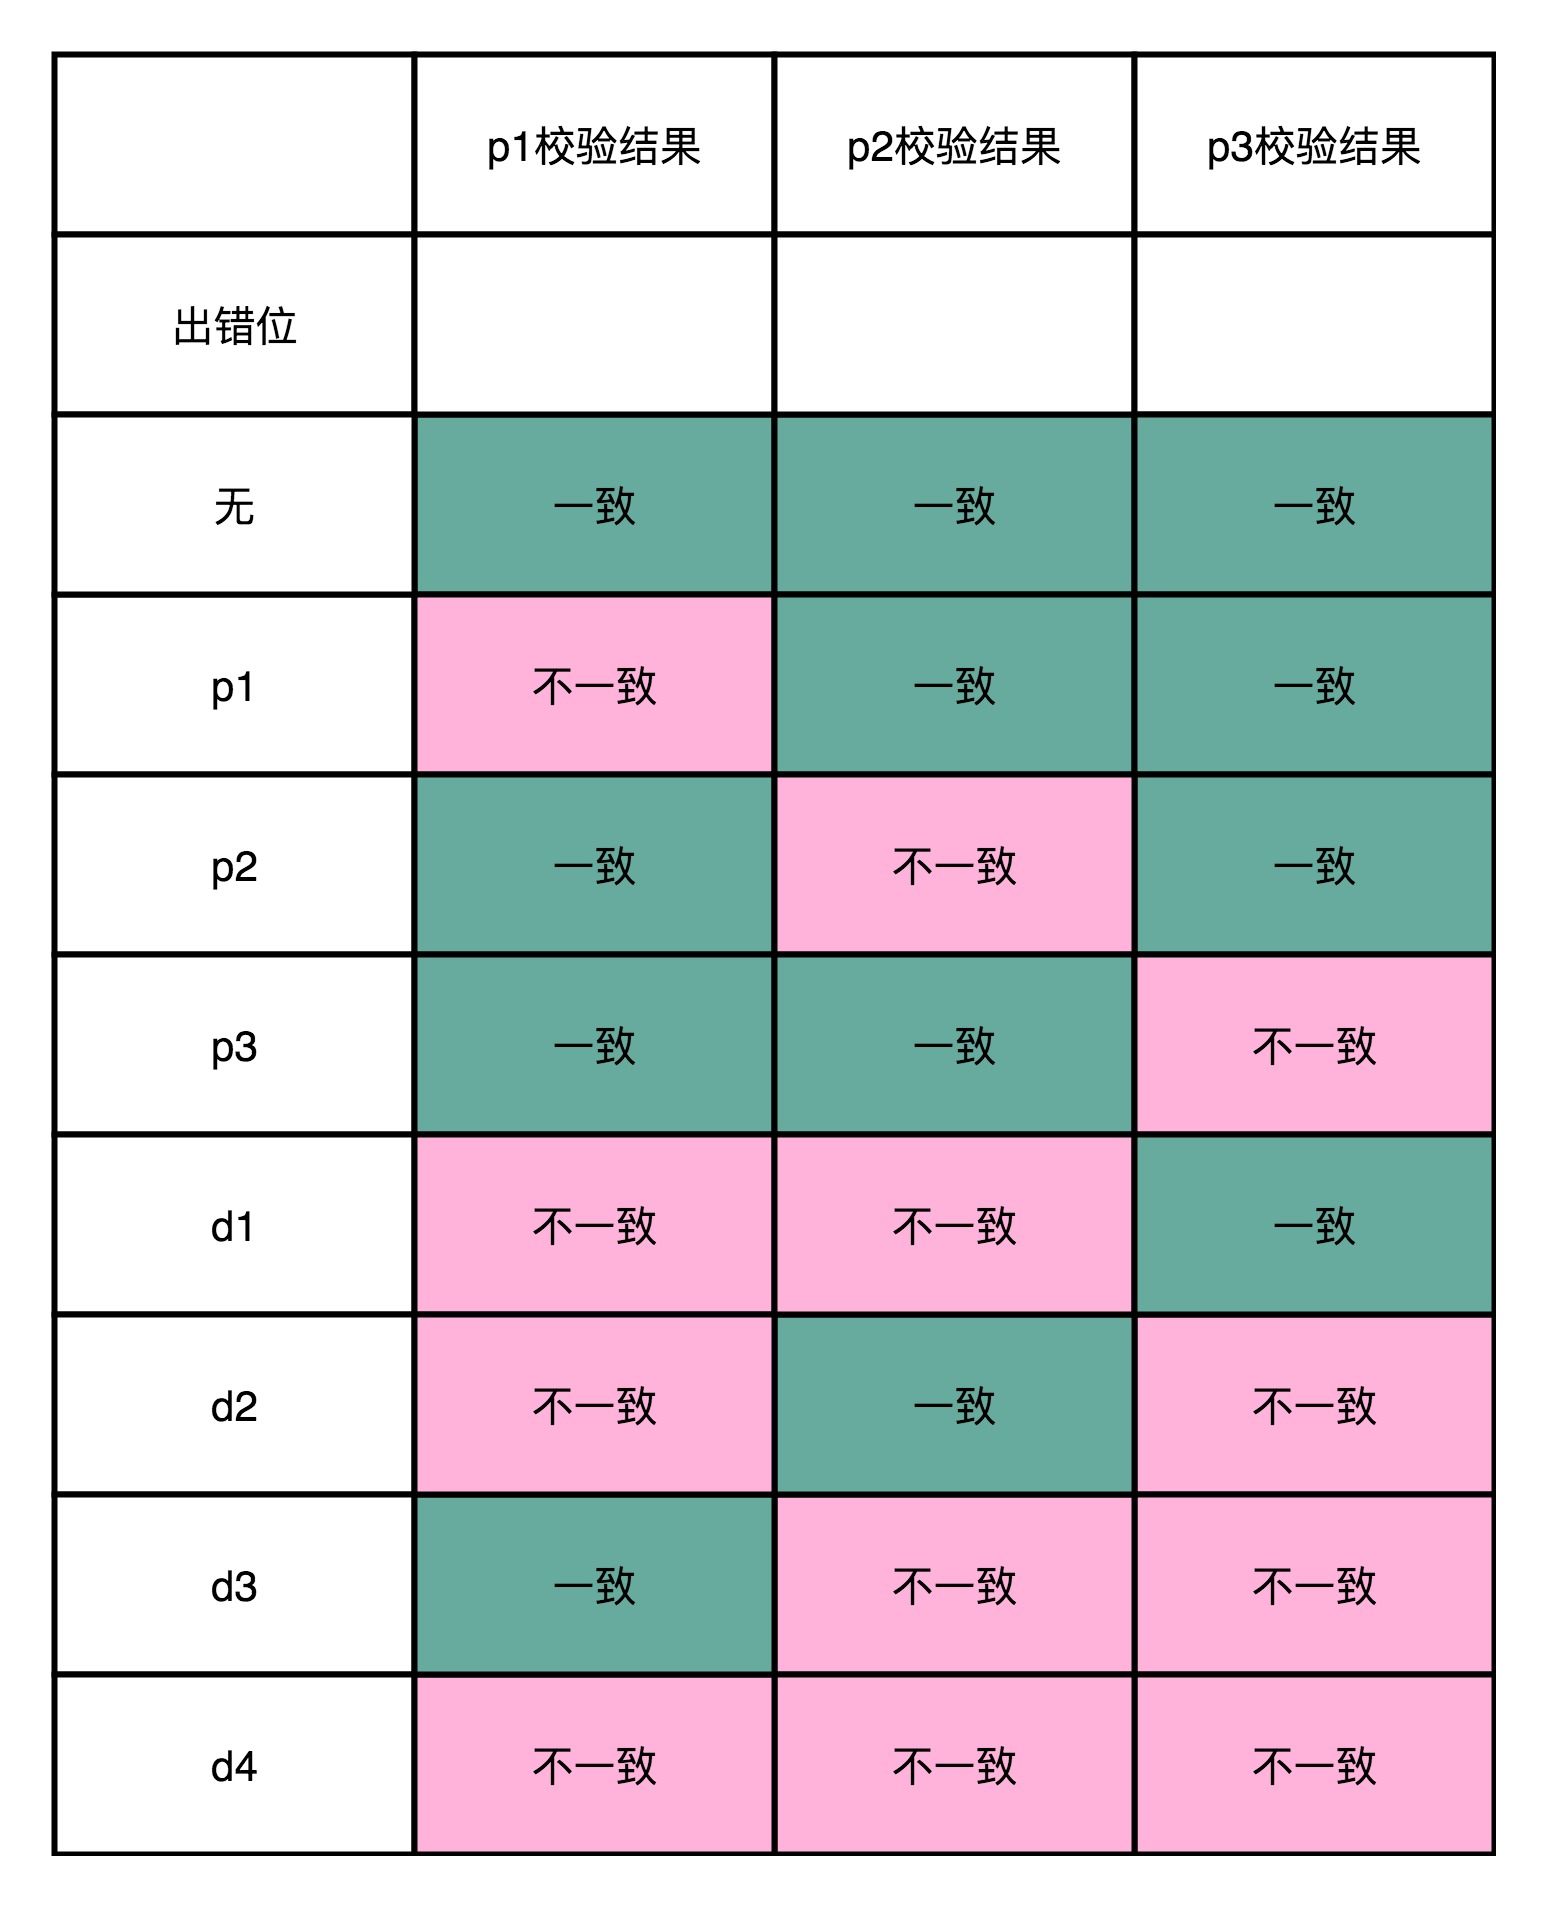 p1校验结果 p2校验结果 p3校验结果
出错位
无 一致 一致 一致
p1 不一致 一致 一致
p2 一致 不一致 一致
p3 一致 一致 不一致
d1 不一致 不一致 一致
d2 不一致 一致 不一致
d3 一致 不一致 不一致
d4 不一致 不一致 不一致